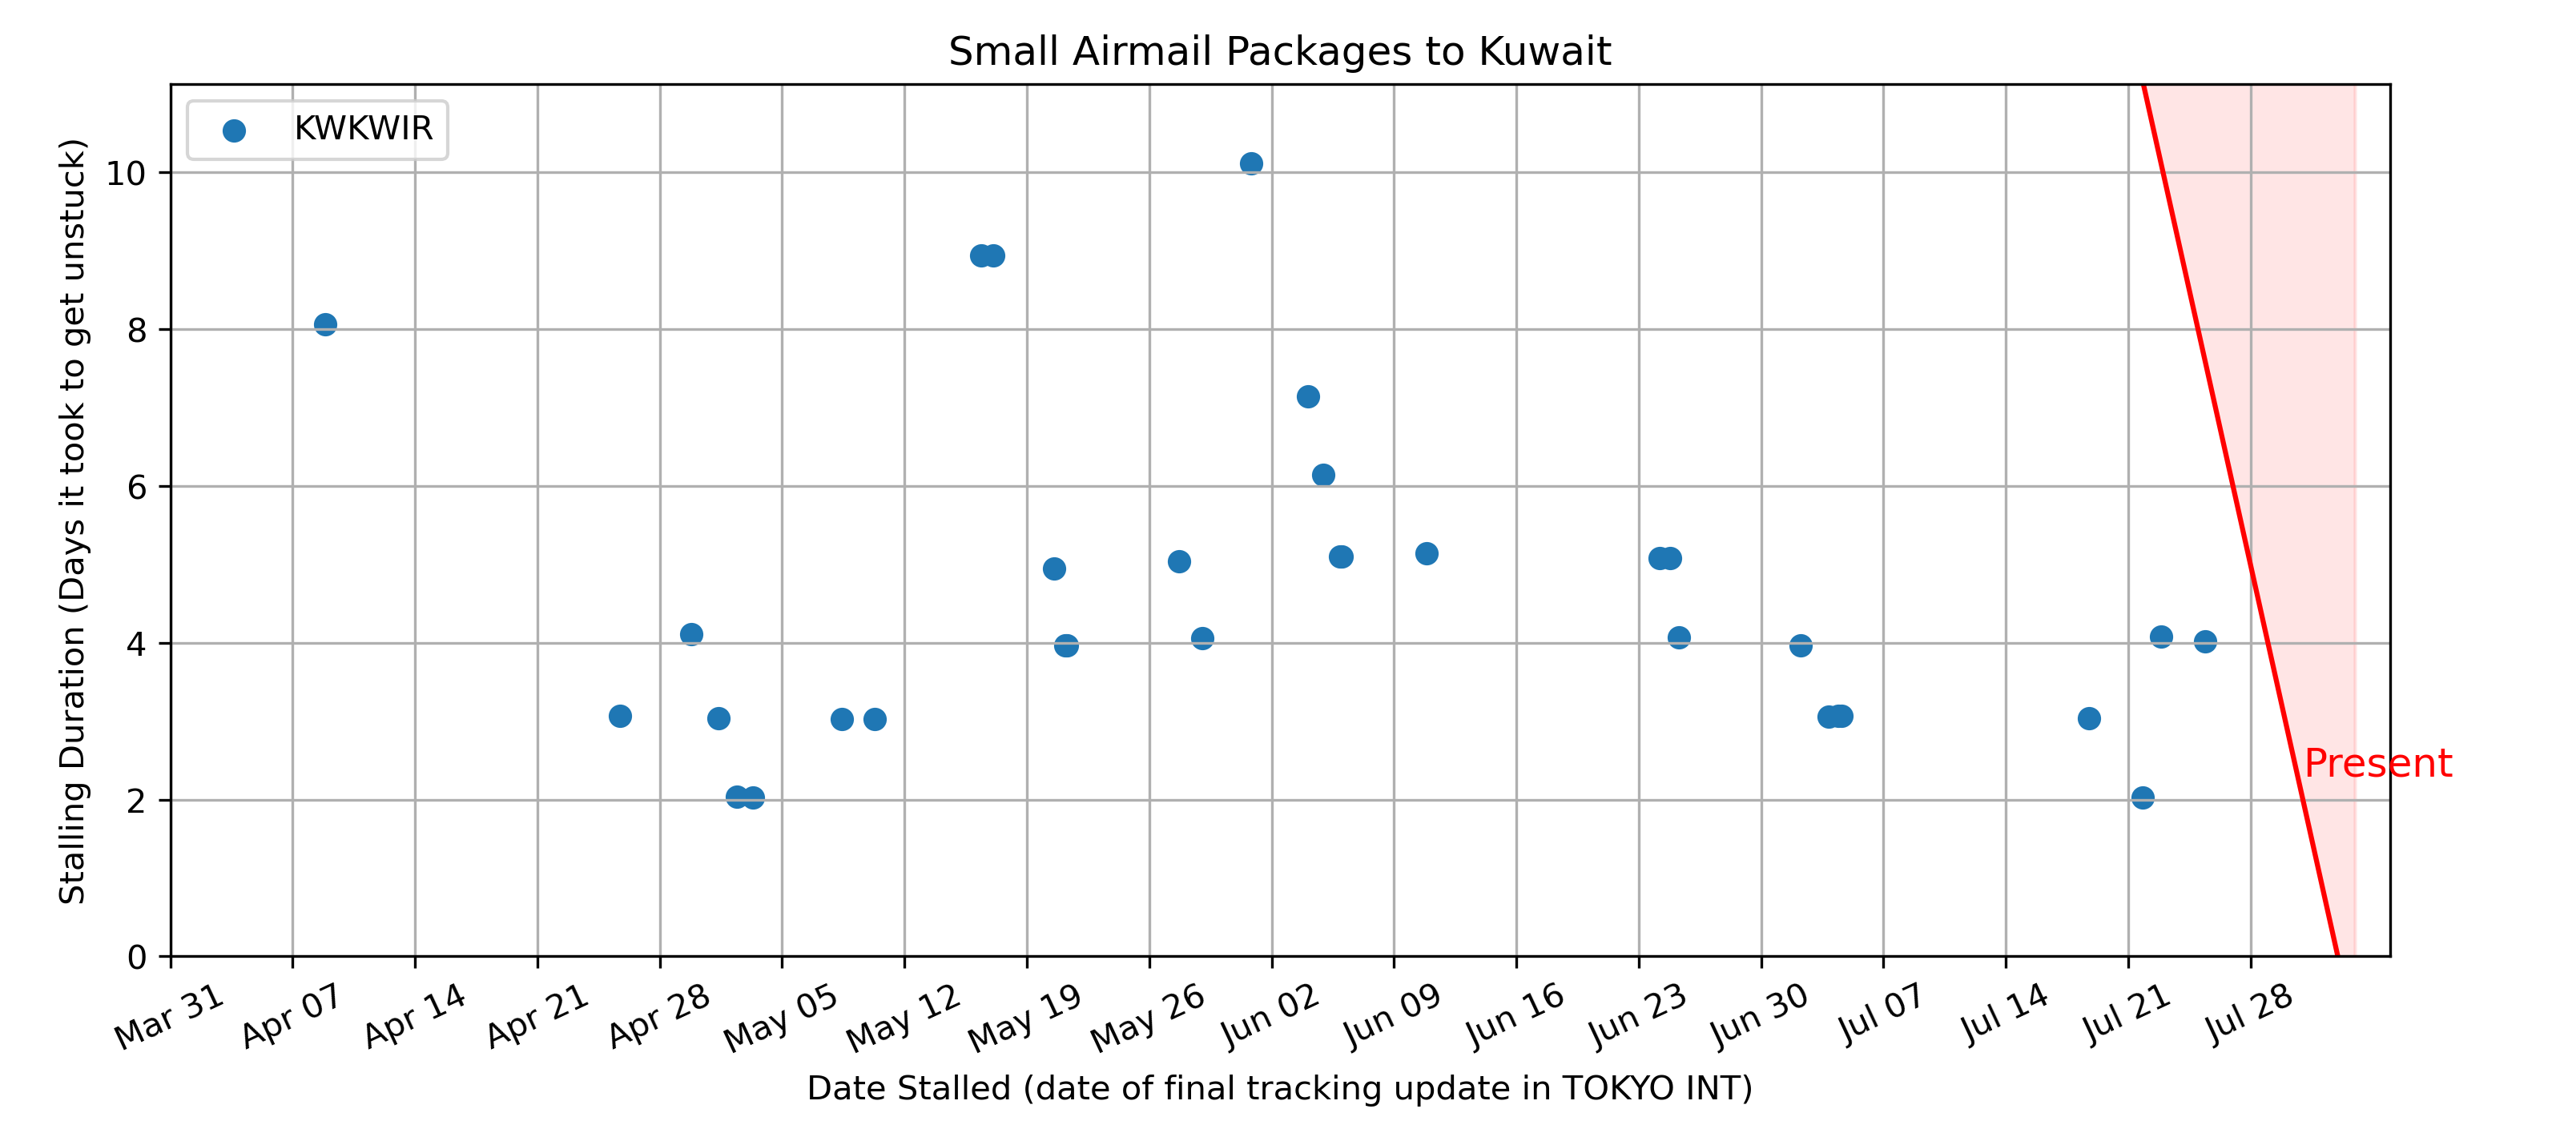 Small Airmail Packages to Kuwait
KWKWIR
Stalling Duration (Days it took to get unstuck)
10
8
6
4
2
0
Present
Mar 31
Apr 07
Apr 14
Apr 21
Apr 28
May 05
May 12
May 19
May 26
Jun 02
Jun 09
Jun 16
Jun 23
Jun 30
Jul 07
Jul 14
Jul 21
Jul 28
Date Stalled (date of final tracking update in TOKYO INT)